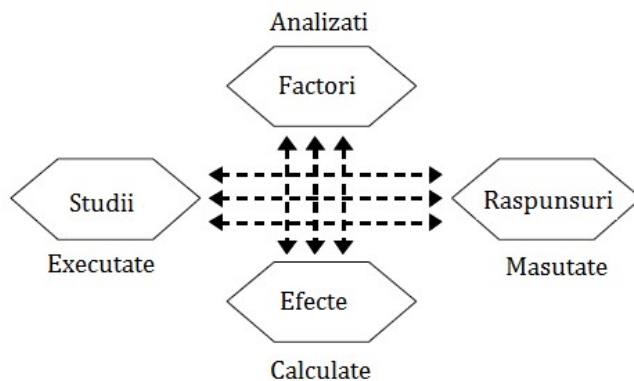 Analizati
Factori
Studii
Raspunsuri
Executate
Masutate
Efecte
Calculate